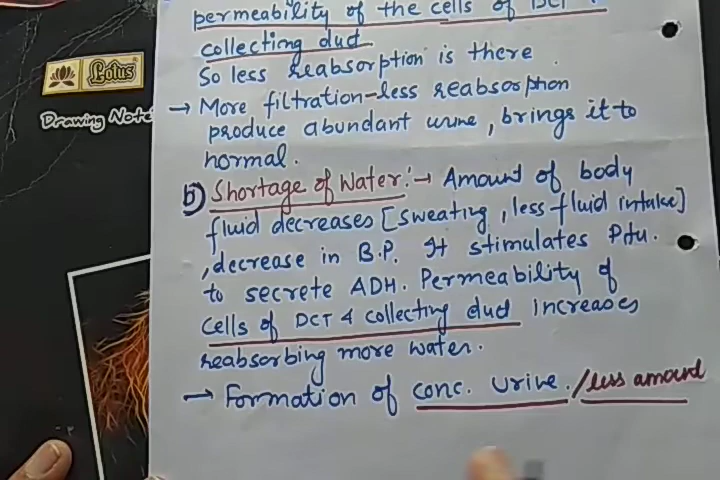 permeability of the cells of DCT &
collecting duct
So less reabsorption is there.
→ More filtration-less reabsorption
produce abundant urine, brings it to
normal.
b) Shortage of Water:→ Amount of body
fluid decreases [sweating, less fluid intake]
, decrease in B.P. It stimulates Pitu.
to secrete ADH. Permeability of
cells of DCT & collecting duct increases
reabsorbing more water.
→ Formation of conc. urine. /less amount
Lotus
Drawing Note